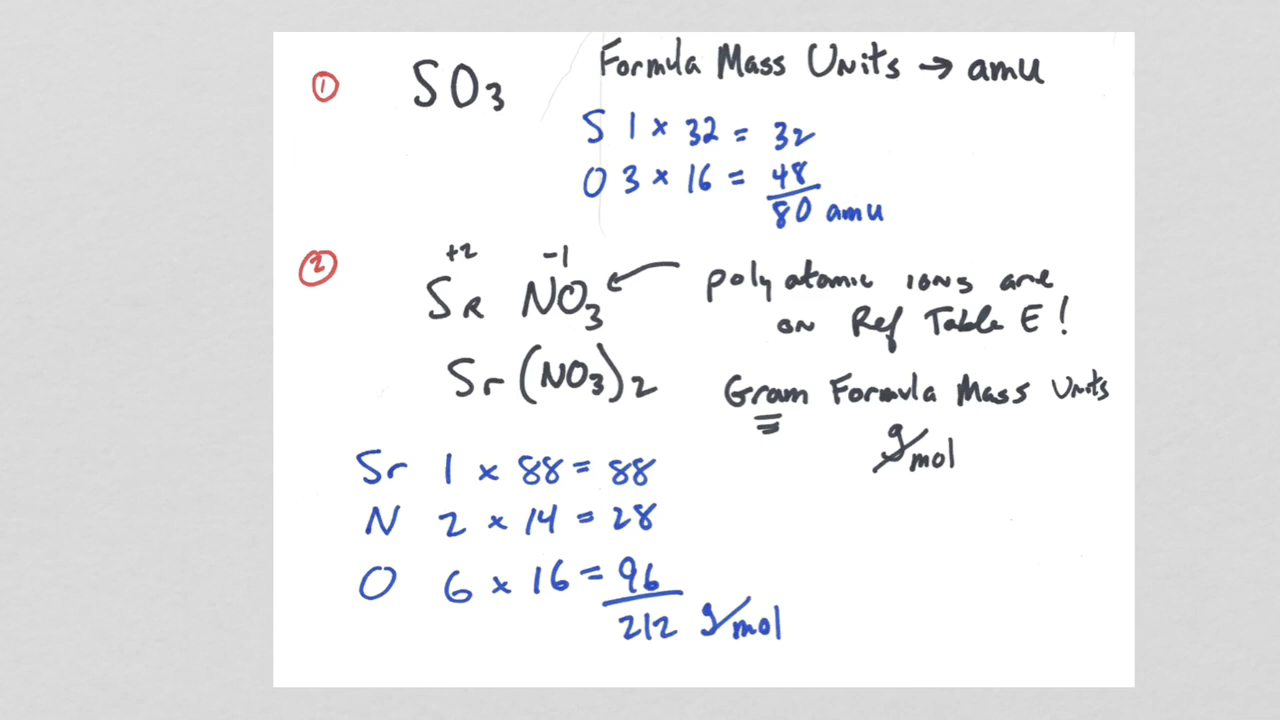 ① SO3 Formula Mass Units → amu
S 1 × 32 = 32
O 3 × 16 = 48
80 amu
② +2 -1
Sr NO3 ← polyatomic ions are
on Ref Table E!
Sr(NO3)2
Gram Formula Mass Units
g/mol
Sr 1 × 88 = 88
N 2 × 14 = 28
O 6 × 16 = 96
212 g/mol